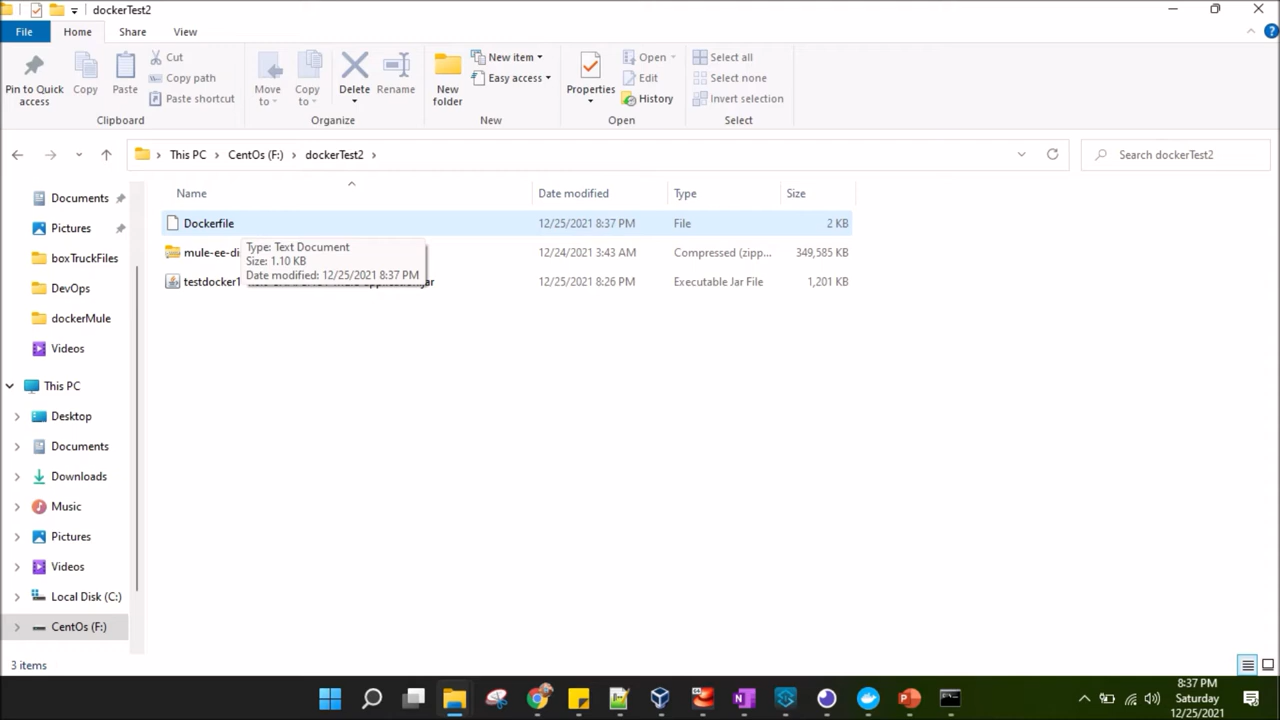 dockerTest2
File
Home
Share
View
Pin to Quick access
Copy
Paste
Cut
Copy path
Paste shortcut
Clipboard
Move to
Copy to
Delete
Rename
Organize
New folder
New item
Easy access
New
Properties
Open
Edit
History
Open
Select all
Select none
Invert selection
Select
This PC
CentOs (F:)
dockerTest2
Search dockerTest2
Name
Date modified
Type
Size
Dockerfile
12/25/2021 8:37 PM
File
2 KB
mule-ee-di
12/24/2021 3:43 AM
Compressed (zipp...
349,585 KB
testdocker1
12/25/2021 8:26 PM
Executable Jar File
1,201 KB
Type: Text Document
Size: 1.10 KB
Date modified: 12/25/2021 8:37 PM
Documents
Pictures
boxTruckFiles
DevOps
dockerMule
Videos
This PC
Desktop
Documents
Downloads
Music
Pictures
Videos
Local Disk (C:)
CentOs (F:)
3 items
8:37 PM
Saturday
12/25/2021